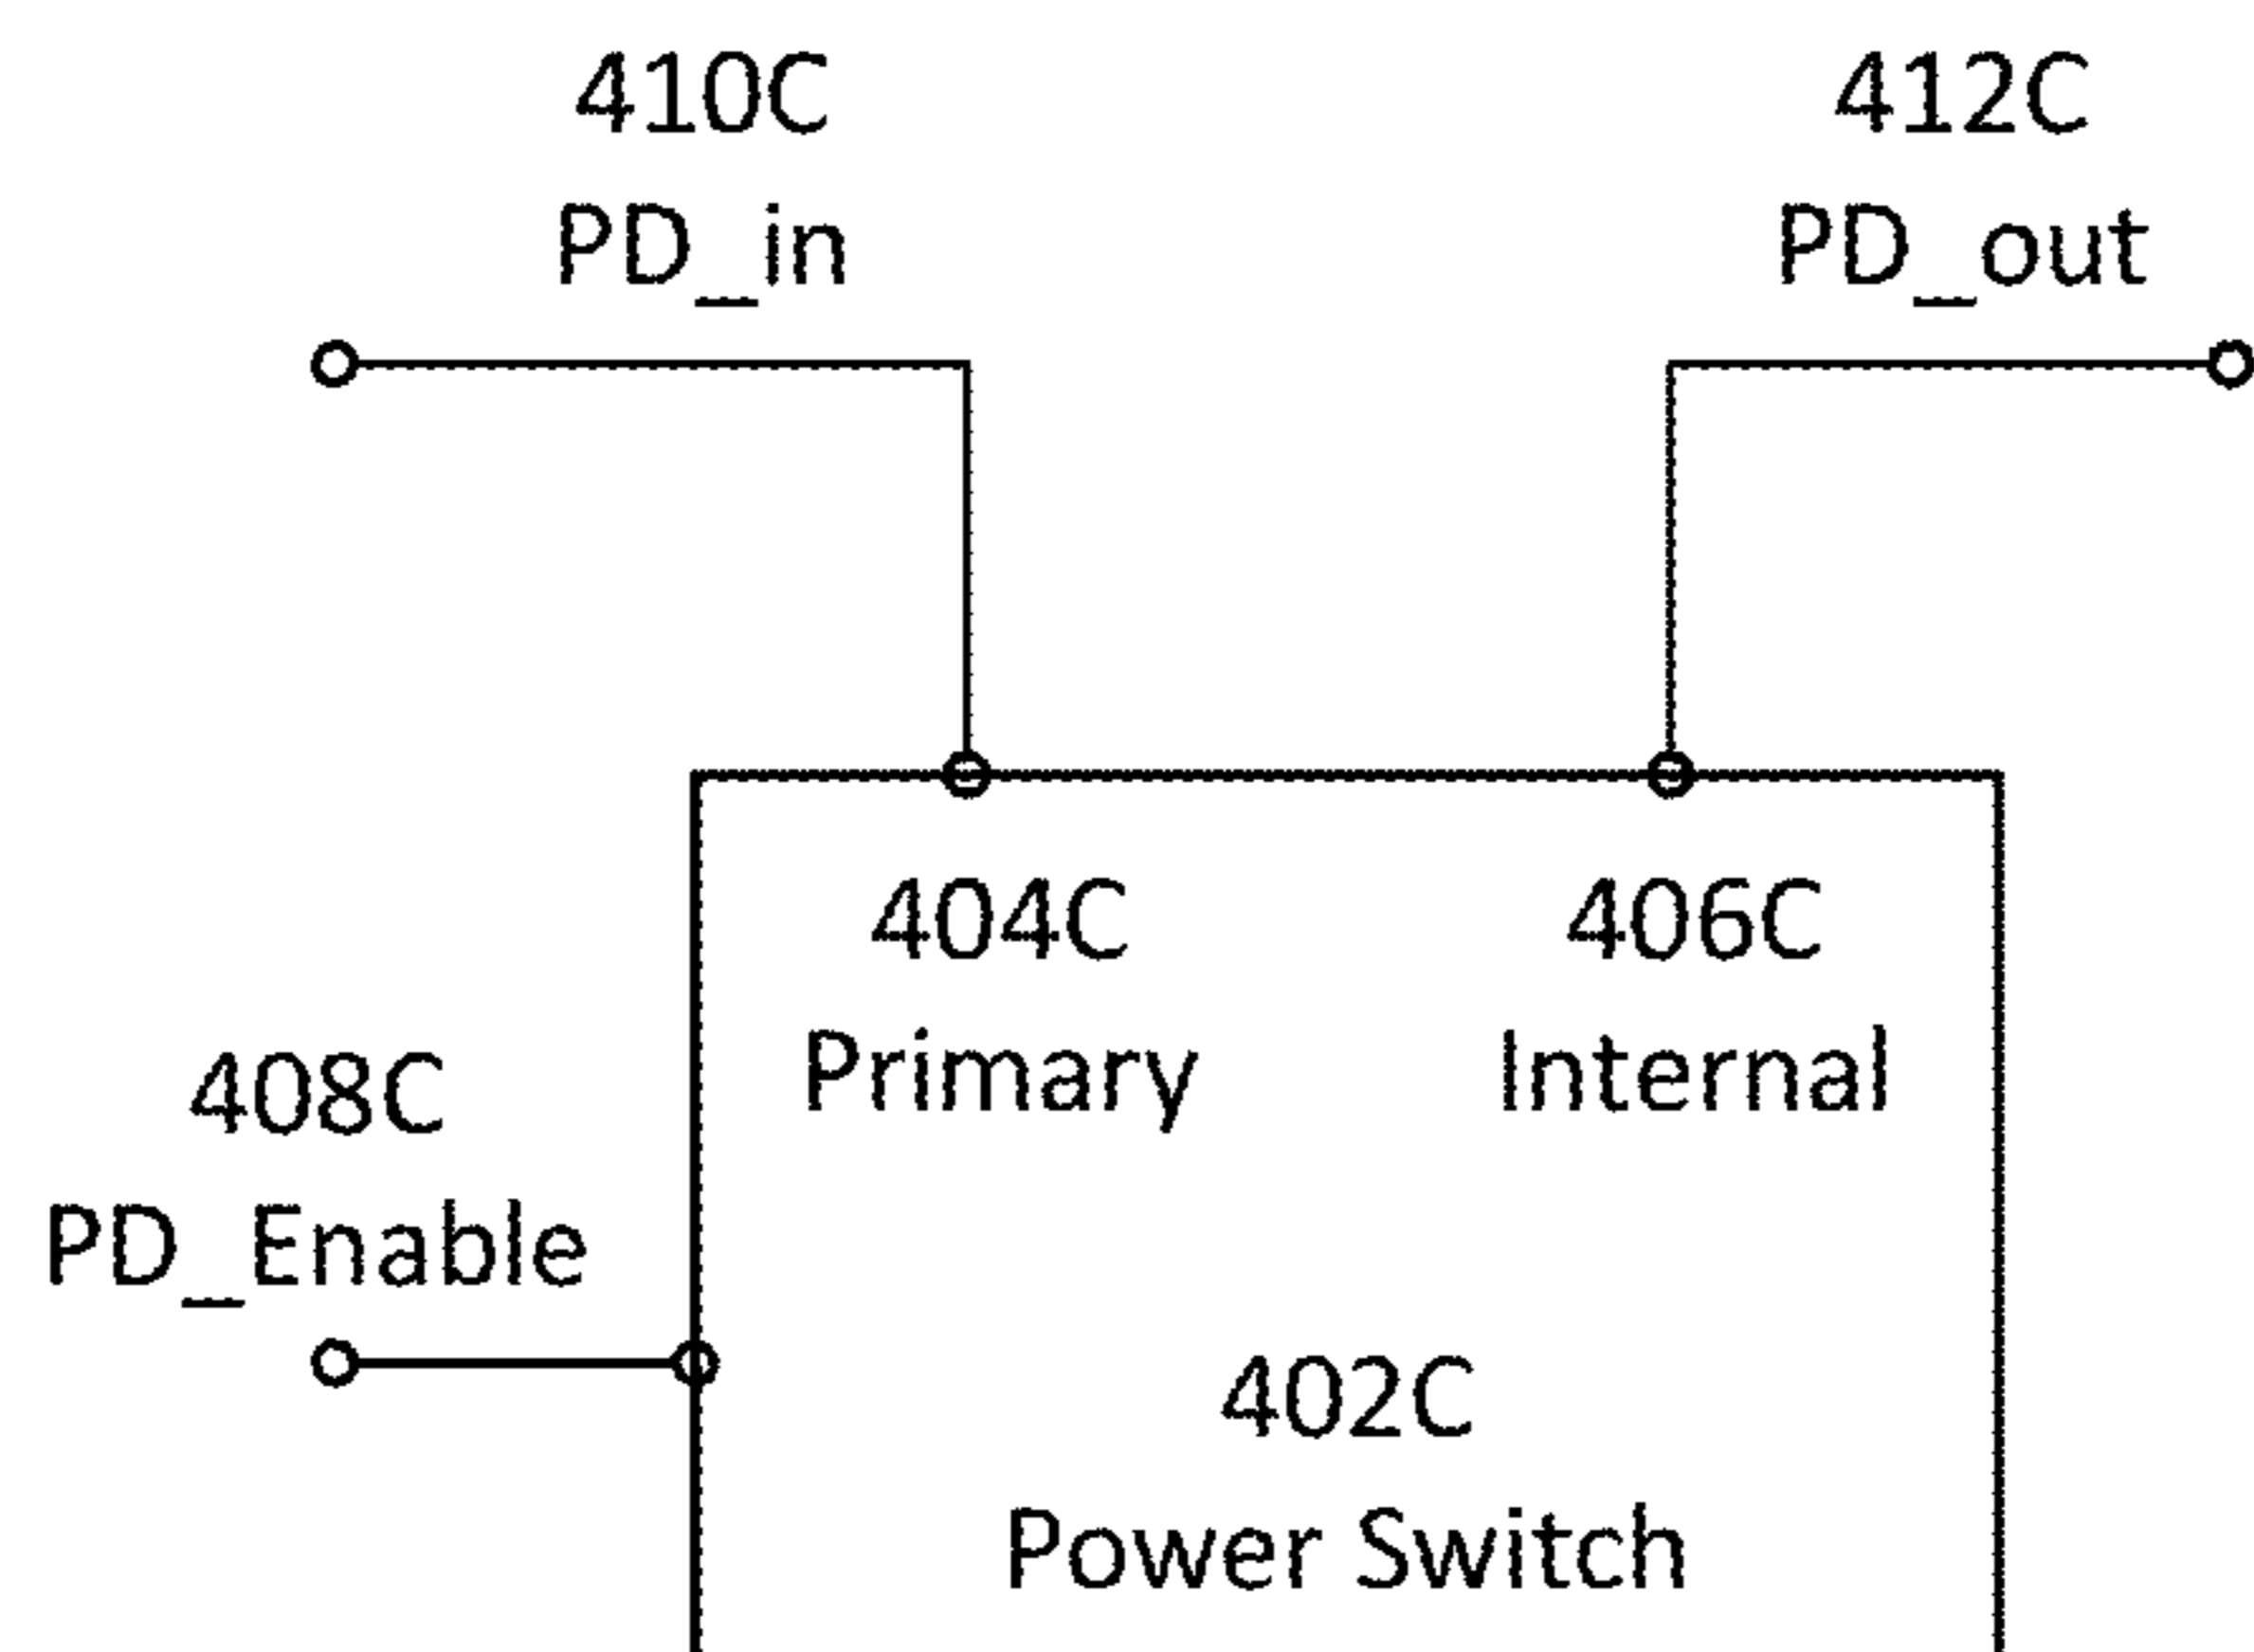 410C
PD_in
412C
PD_out
404C
Primary
406C
Internal
408C
PD_Enable
402C
Power Switch